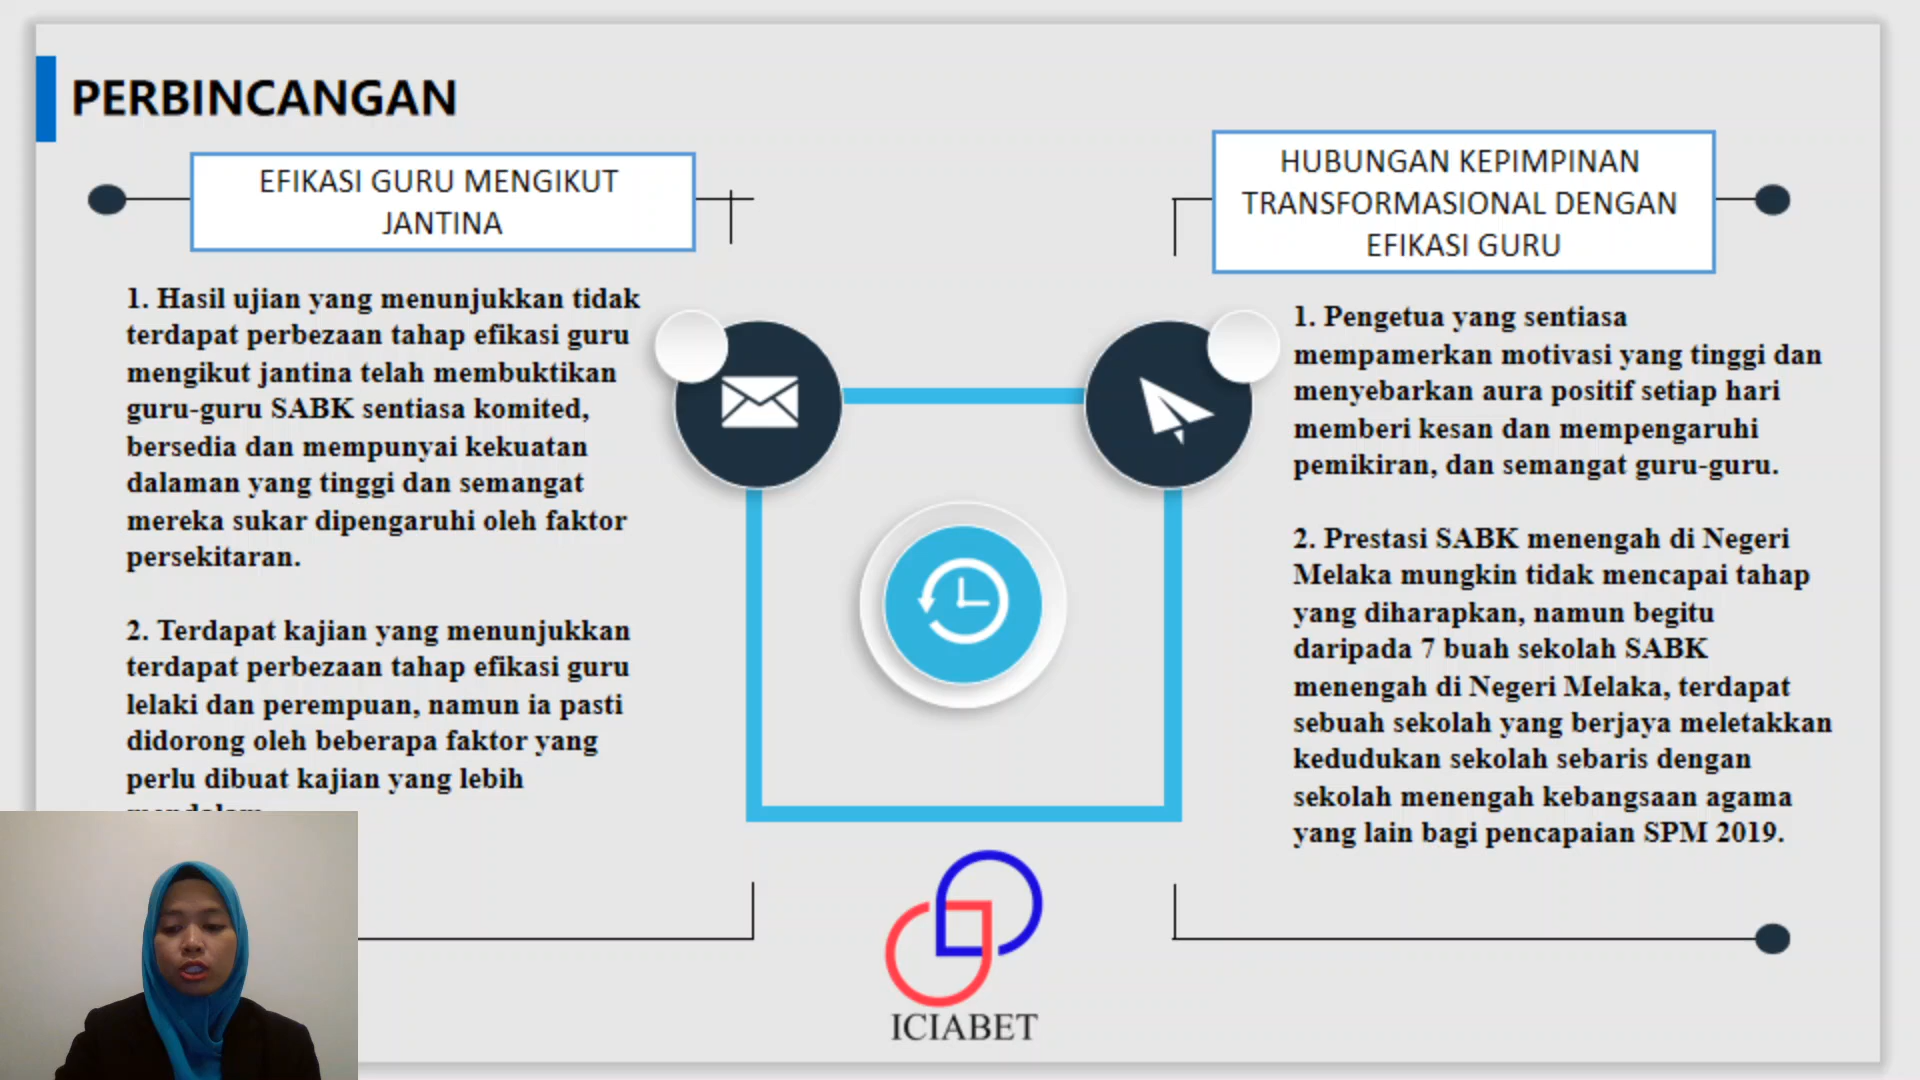 PERBINCANGAN
EFIKASI GURU MENGIKUT
JANTINA
1. Hasil ujian yang menunjukkan tidak
terdapat perbezaan tahap efikasi guru
mengikut jantina telah membuktikan
guru-guru SABK sentiasa komited,
bersedia dan mempunyai kekuatan
dalaman yang tinggi dan semangat
mereka sukar dipengaruhi oleh faktor
persekitaran.
2. Terdapat kajian yang menunjukkan
terdapat perbezaan tahap efikasi guru
lelaki dan perempuan, namun ia pasti
didorong oleh beberapa faktor yang
perlu dibuat kajian yang lebih
HUBUNGAN KEPIMPINAN
TRANSFORMASIONAL DENGAN
EFIKASI GURU
1. Pengetua yang sentiasa
mempamerkan motivasi yang tinggi dan
menyebarkan aura positif setiap hari
memberi kesan dan mempengaruhi
pemikiran, dan semangat guru-guru.
2. Prestasi SABK menengah di Negeri
Melaka mungkin tidak mencapai tahap
yang diharapkan, namun begitu
daripada 7 buah sekolah SABK
menengah di Negeri Melaka, terdapat
sebuah sekolah yang berjaya meletakkan
kedudukan sekolah sebaris dengan
sekolah menengah kebangsaan agama
yang lain bagi pencapaian SPM 2019.
ICIABET